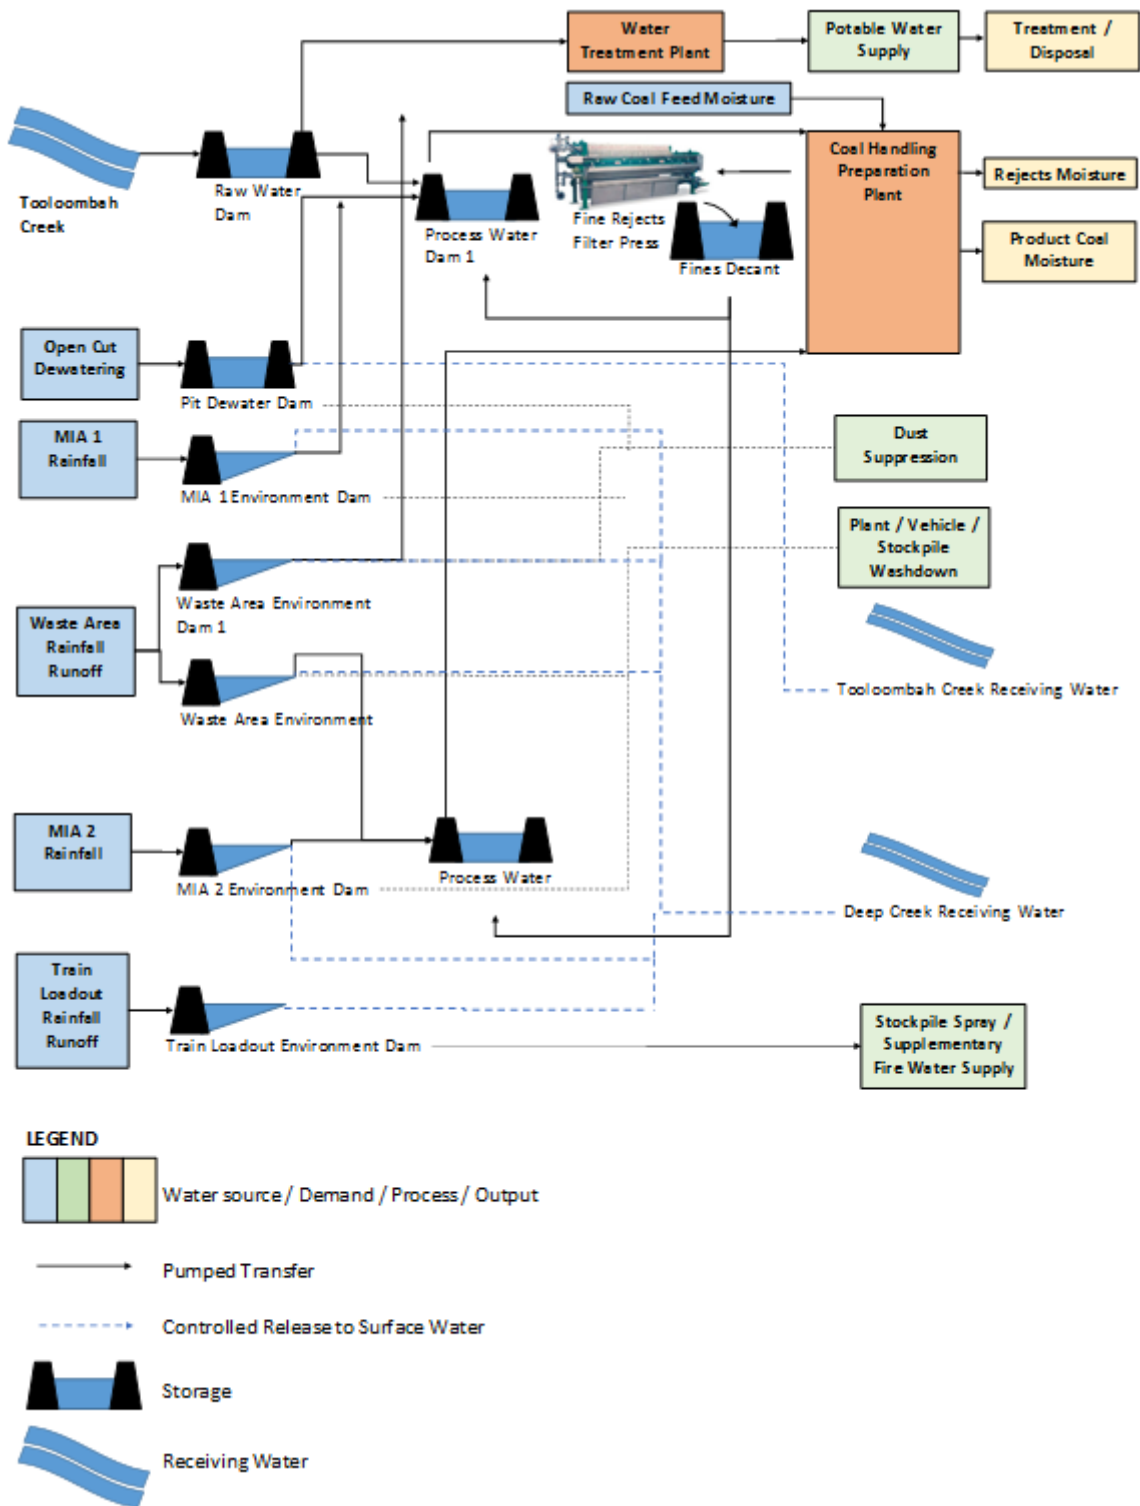 Water
Treatment Plant
Potable Water
Supply
Treatment /
Disposal
Raw Coal Feed Moisture
Coal Handling
Preparation
Plant
Rejects Moisture
Product Coal
Moisture
Tooloombah
Creek
Raw Water
Dam
Process Water
Dam 1
Fine Rejects
Filter Press
Fines Decant
Open Cut
Dewatering
Pit Dewater Dam
MIA 1
Rainfall
MIA 1 Environment Dam
Dust
Suppression
Plant / Vehicle /
Stockpile
Washdown
Waste Area
Rainfall
Runoff
Waste Area Environment
Dam 1
Waste Area Environment
Tooloombah Creek Receiving Water
MIA 2
Rainfall
MIA 2 Environment Dam
Process Water
Deep Creek Receiving Water
Train
Loadout
Rainfall
Runoff
Train Loadout Environment Dam
Stockpile Spray /
Supplementary
Fire Water Supply
LEGEND
Water source / Demand / Process / Output
Pumped Transfer
Controlled Release to Surface Water
Storage
Receiving Water